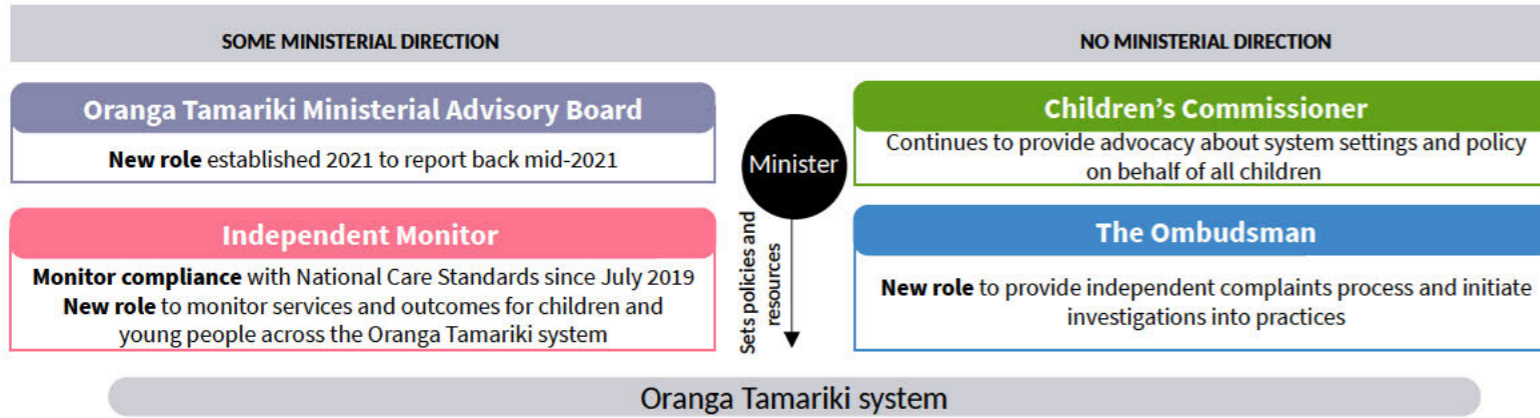 SOME MINISTERIAL DIRECTION
NO MINISTERIAL DIRECTION
Oranga Tamariki Ministerial Advisory Board
New role established 2021 to report back mid-2021
Independent Monitor
Monitor compliance with National Care Standards since July 2019
New role to monitor services and outcomes for children and
young people across the Oranga Tamariki system
Minister
Sets policies and
resources
Children's Commissioner
Continues to provide advocacy about system settings and policy
on behalf of all children
The Ombudsman
New role to provide independent complaints process and initiate
investigations into practices
Oranga Tamariki system